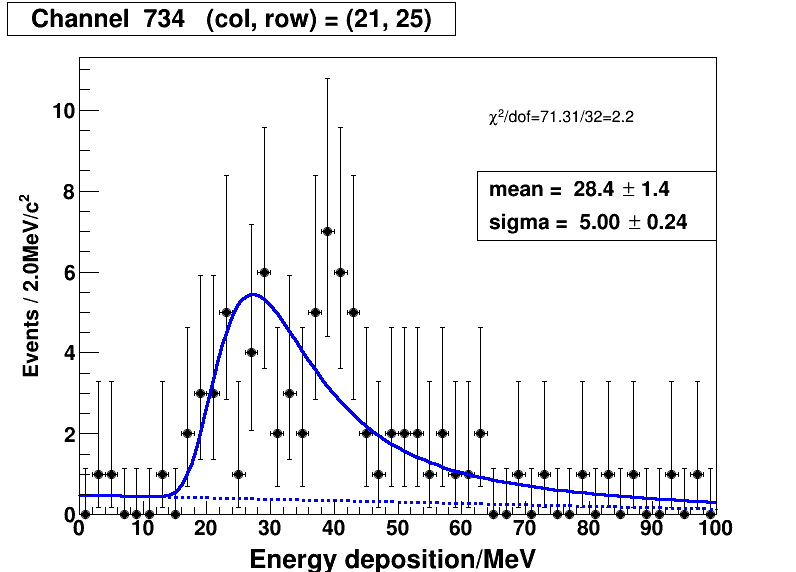 Channel 734 (col, row) = (21, 25)
χ²/dof=71.31/32=2.2
mean = 28.4 ± 1.4
sigma = 5.00 ± 0.24
Events / 2.0MeV/c²
10
8
6
4
2
0
0 10 20 30 40 50 60 70 80 90 100
Energy deposition/MeV